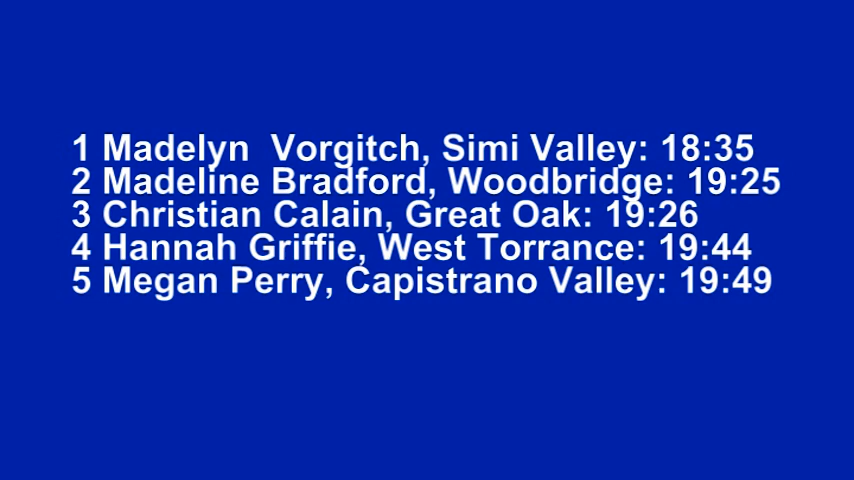 1 Madelyn  Vorgitch, Simi Valley: 18:35
2 Madeline Bradford, Woodbridge: 19:25
3 Christian Calain, Great Oak: 19:26
4 Hannah Griffie, West Torrance: 19:44
5 Megan Perry, Capistrano Valley: 19:49